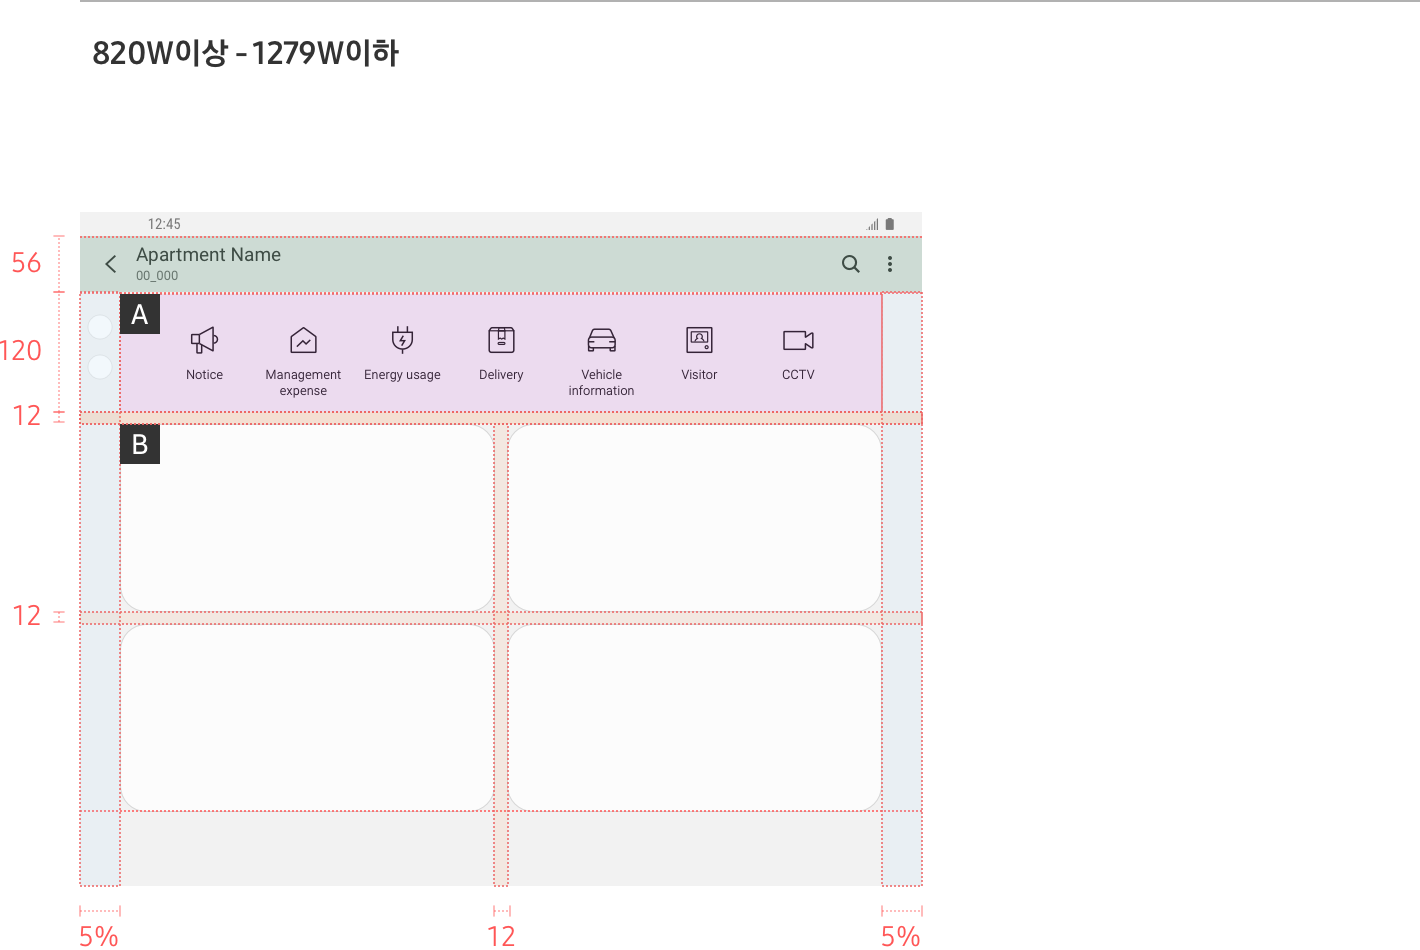 820W이상 - 1279W이하
12:45
56
Apartment Name
00_000
A
120
Notice
Management
expense
Energy usage
Delivery
Vehicle
information
Visitor
CCTV
12
B
12
5%
12
5%